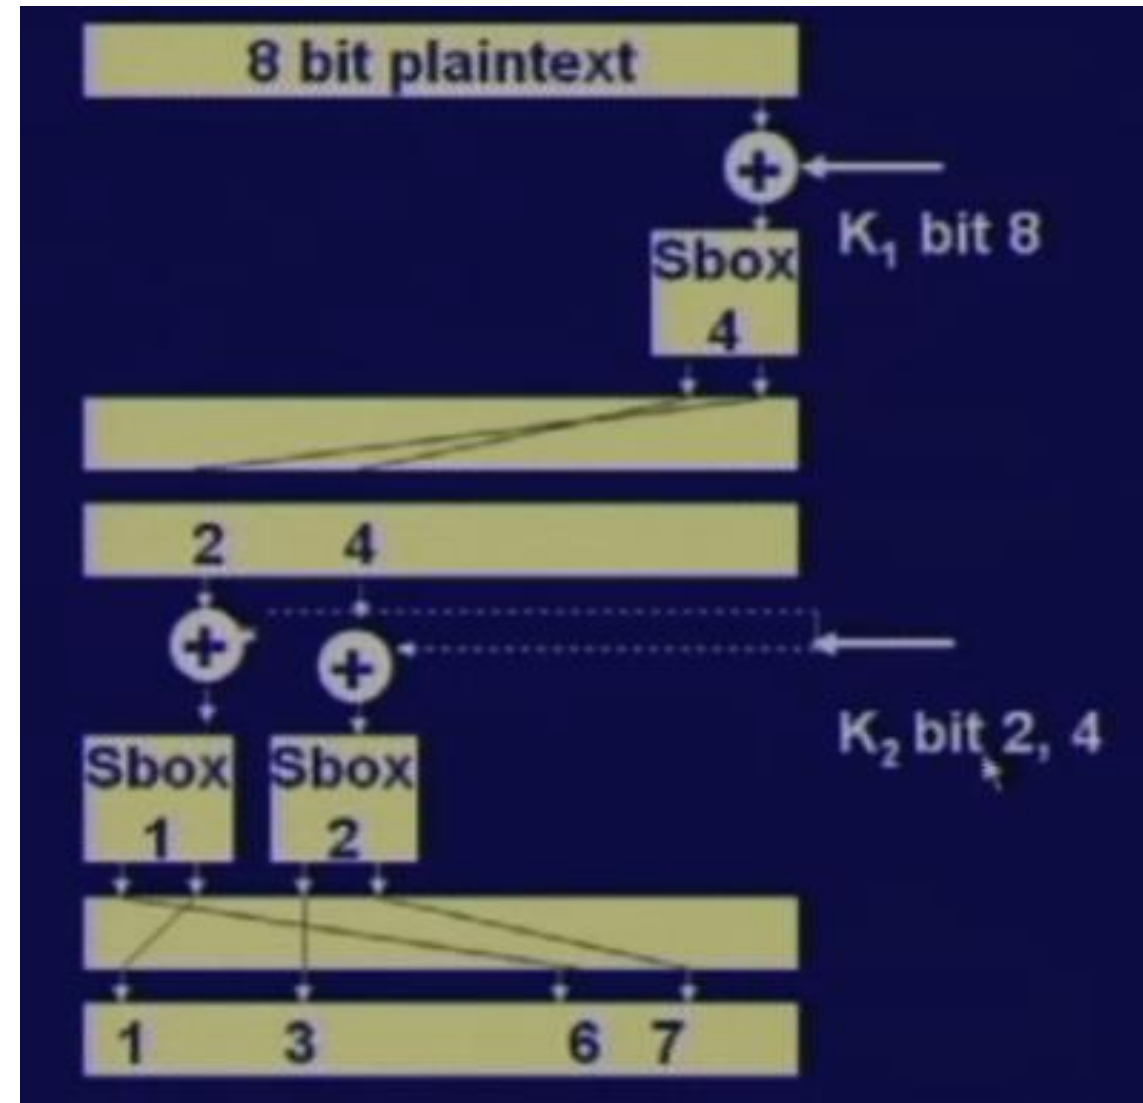 8 bit plaintext
+
K₁ bit 8
Sbox
4
2 4
+ +
K₂ bit 2, 4
Sbox Sbox
1 2
1 3 6 7